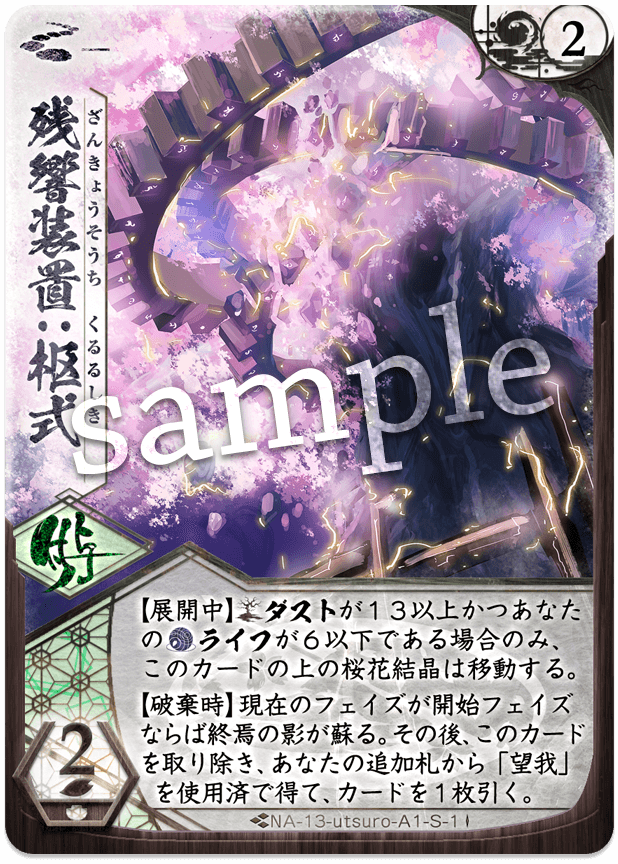 2
残響装置:枢式
ざんきょうそうち くるるしき
sample
付与
【展開中】ダストが13以上かつあなた
のライフが6以下である場合のみ、
このカードの上の桜花結晶は移動する。
【破棄時】現在のフェイズが開始フェイズ
ならば終焉の影が蘇る。その後、このカード
を取り除き、あなたの追加札から「望我」
を使用済で得て、カードを1枚引く。
2
NA-13-utsuro-A1-S-1